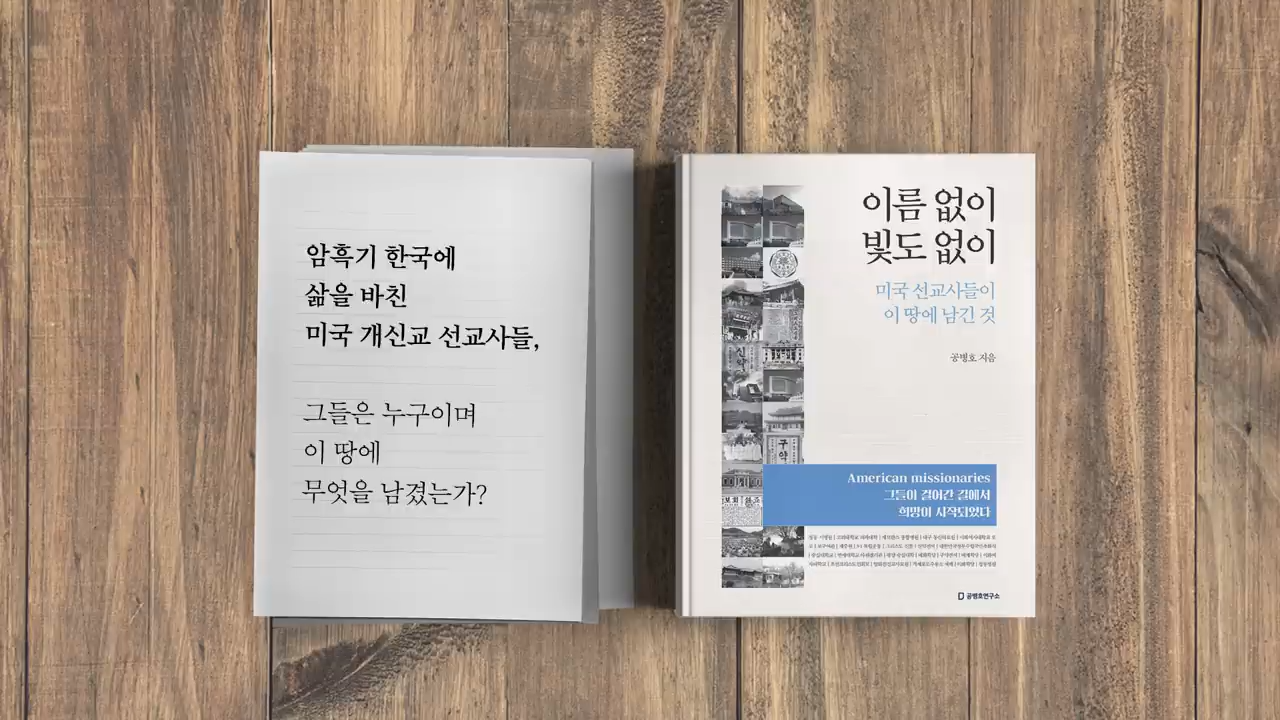 암흑기 한국에
삶을 바친
미국 개신교 선교사들,
그들은 누구이며
이 땅에
무엇을 남겼는가?
이름 없이
빛도 없이
미국 선교사들이
이 땅에 남긴 것
공병호 지음
구약
American missionaries
그들이 걸어간 길에서
희망이 시작되었다
공병호연구소